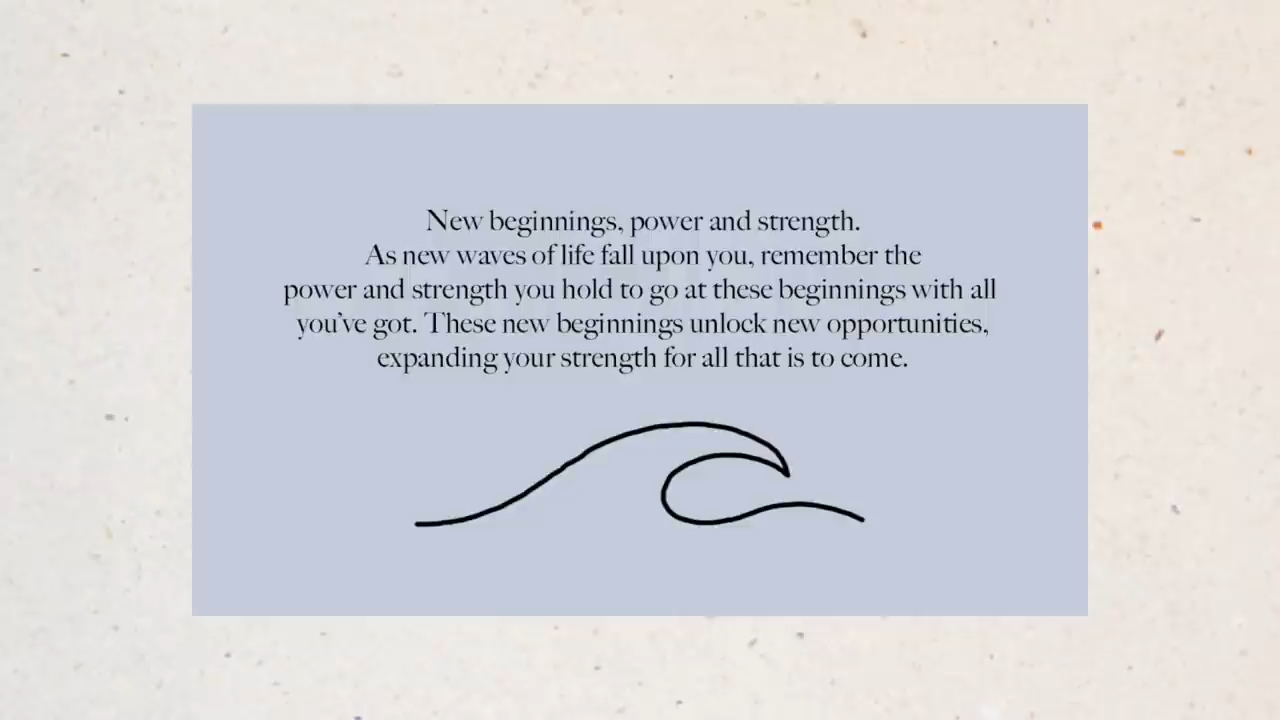 New beginnings, power and strength.
As new waves of life fall upon you, remember the
power and strength you hold to go at these beginnings with all
you've got. These new beginnings unlock new opportunities,
expanding your strength for all that is to come.